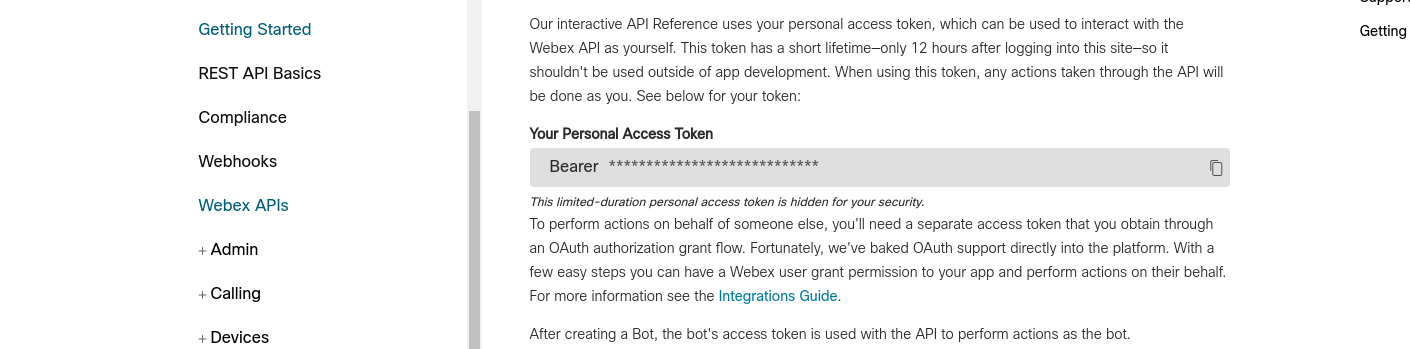 Getting Started
REST API Basics
Compliance
Webhooks
Webex APIs
+ Admin
+ Calling
+ Devices
Our interactive API Reference uses your personal access token, which can be used to interact with the
Webex API as yourself. This token has a short lifetime—only 12 hours after logging into this site—so it
shouldn't be used outside of app development. When using this token, any actions taken through the API will
be done as you. See below for your token:
Your Personal Access Token
Bearer ****************************
This limited-duration personal access token is hidden for your security.
To perform actions on behalf of someone else, you'll need a separate access token that you obtain through
an OAuth authorization grant flow. Fortunately, we've baked OAuth support directly into the platform. With a
few easy steps you can have a Webex user grant permission to your app and perform actions on their behalf.
For more information see the Integrations Guide.
After creating a Bot, the bot's access token is used with the API to perform actions as the bot.
Getting